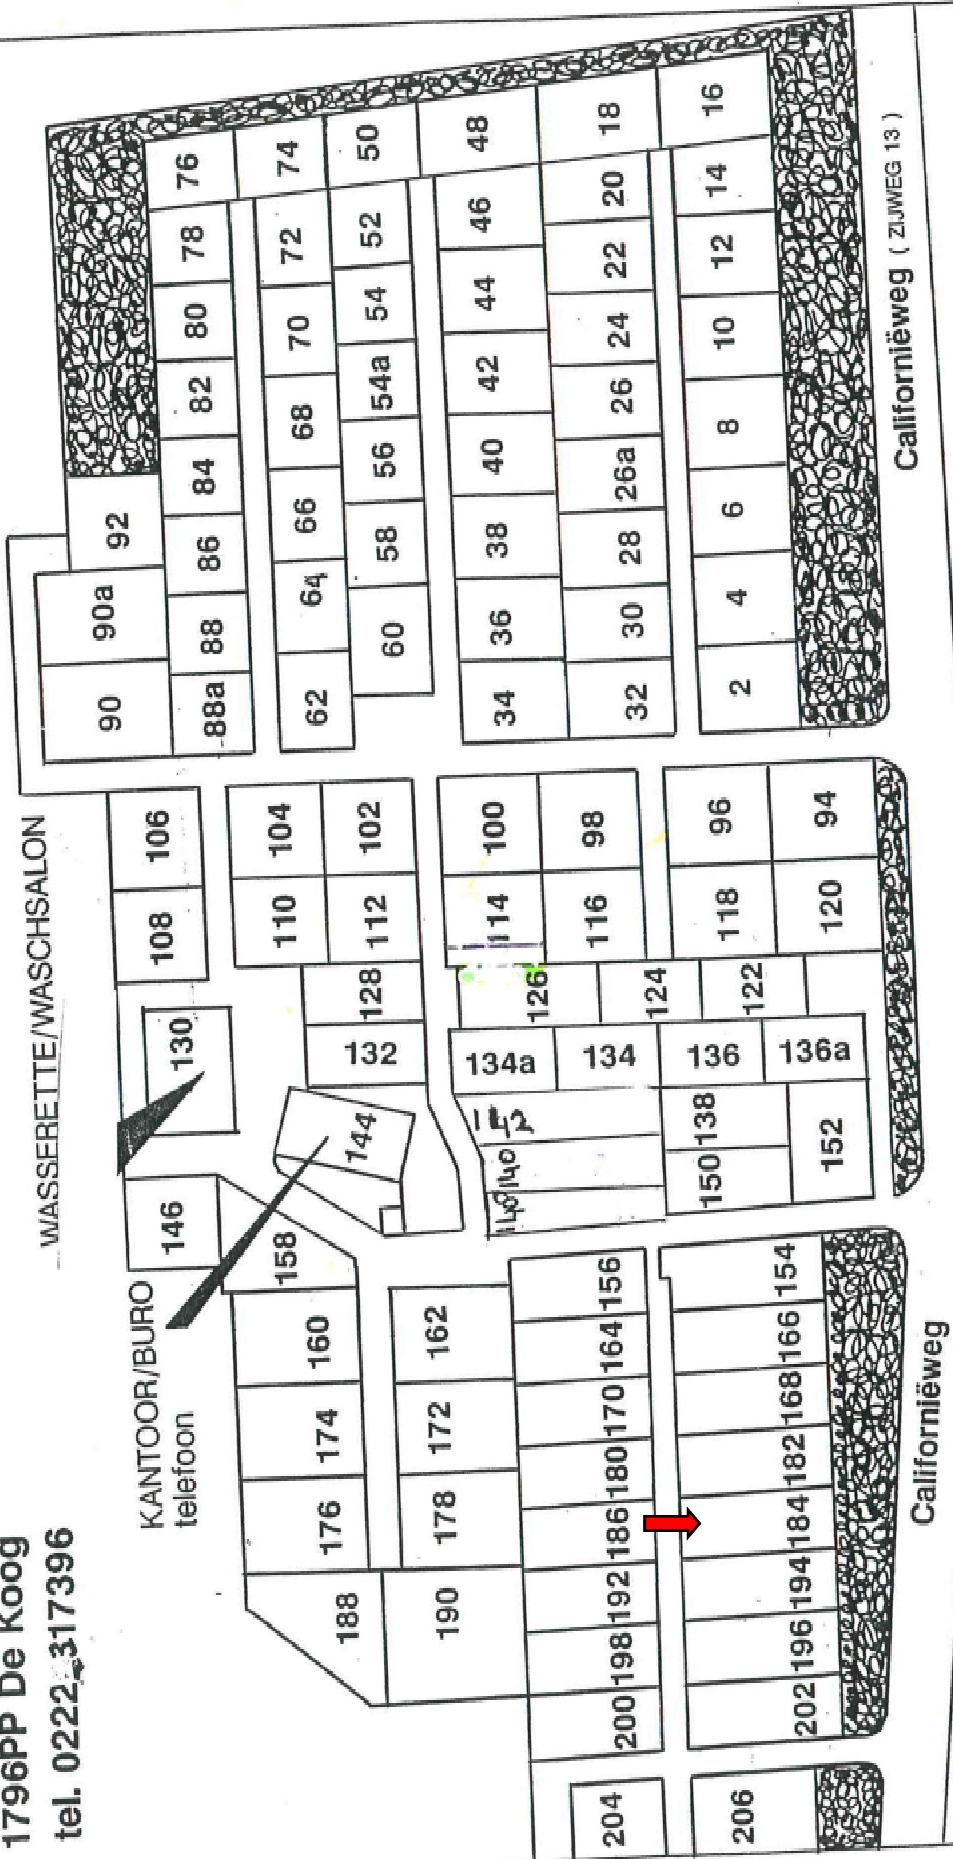 1796PP De Koog
tel. 0222-317396
WASSERETTE/WASCHSALON
KANTOOR/BURO
telefoon
90 90a 92
88a 88 86 84 82 80 78 76
62 64 66 68 70 72 74
60 58 56 54a 54 52 50
34 36 38 40 42 44 46 48
32 30 28 26a 26 24 22 20 18
2 4 6 8 10 12 14 16
146 130 108 106
158 144 132 128 110 104
112 102
188 176 174 160
190 178 172 162
140
134a 126 114 100
134 124 116 98
150 138 136 122 118 96
152 136a 120 94
204 200 198 192 186 180 170 164 156
206 202 196 194 184 182 168 166 154
Californiëweg
Californiëweg ( ZIJWEG 13 )